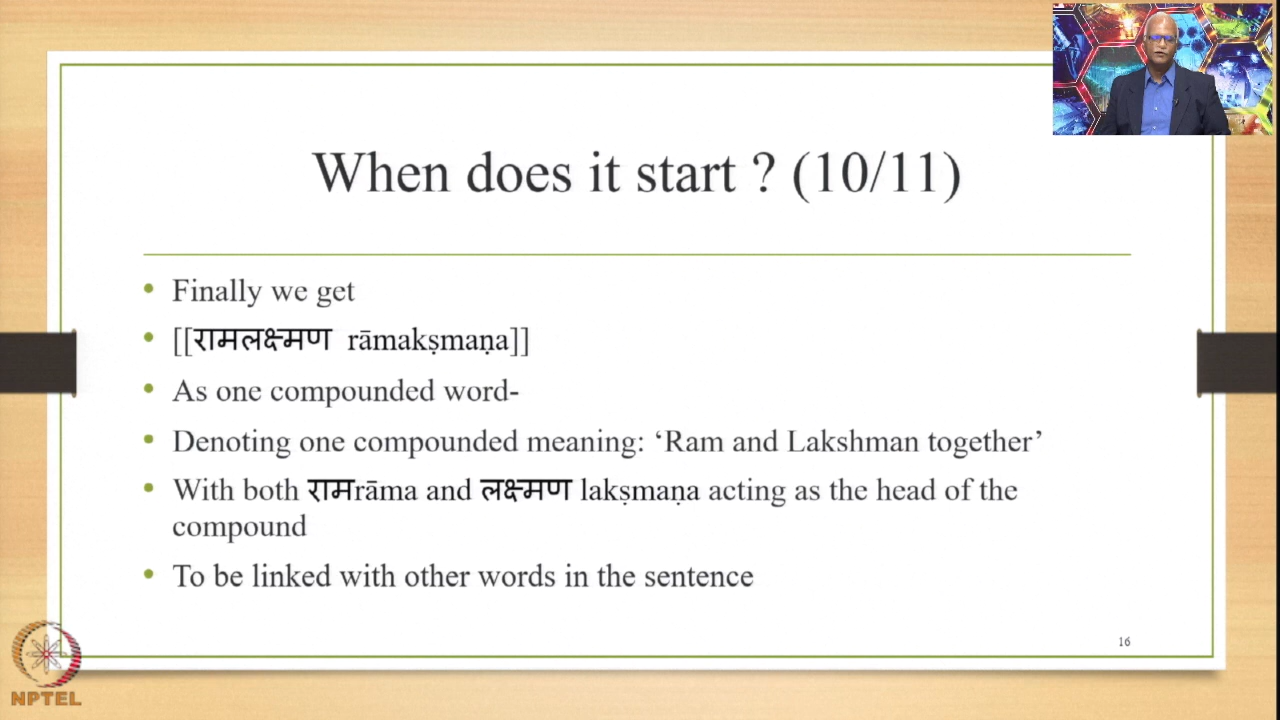 When does it start ? (10/11)
• Finally we get
• [[रामलक्ष्मण rāmakṣmaṇa]]
• As one compounded word-
• Denoting one compounded meaning: ‘Ram and Lakshman together’
• With both रामrāma and लक्ष्मण lakṣmaṇa acting as the head of the
compound
• To be linked with other words in the sentence
16
NPTEL